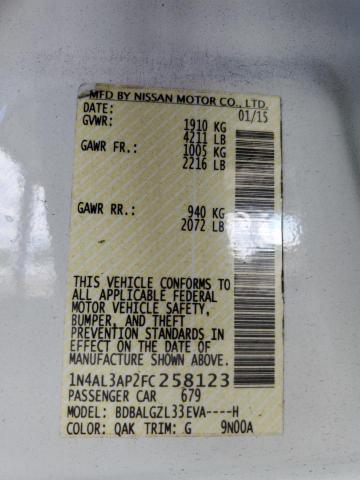 MFD BY NISSAN MOTOR CO., LTD.
DATE: 01/15
GVWR: 1910 KG
4211 LB
GAWR FR.: 1005 KG
2216 LB
GAWR RR.: 940 KG
2072 LB
THIS VEHICLE CONFORMS TO
ALL APPLICABLE FEDERAL
MOTOR VEHICLE SAFETY,
BUMPER, AND THEFT
PREVENTION STANDARDS IN
EFFECT ON THE DATE OF
MANUFACTURE SHOWN ABOVE.
1N4AL3AP2FC258123
PASSENGER CAR 679
MODEL: BDBALGZL33EVA----H
COLOR: QAK TRIM: G 9N00A